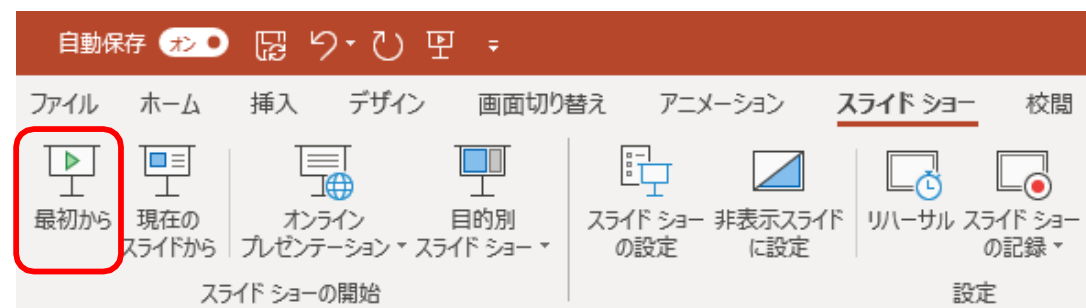 自動保存 オン
ファイル ホーム 挿入 デザイン 画面切り替え アニメーション スライド ショー 校閲
最初から
現在の
スライドから
オンライン
プレゼンテーション
目的別
スライド ショー
スライド ショー
の設定
非表示スライド
に設定
リハーサル
スライド ショー
の記録
スライド ショーの開始
設定